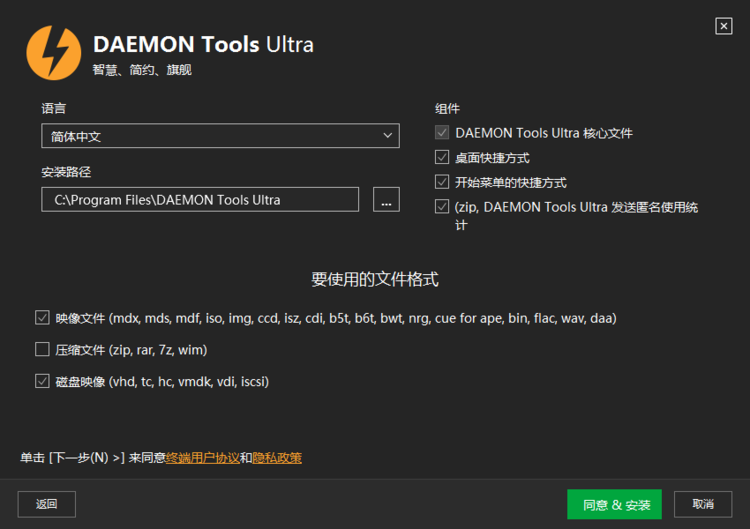 DAEMON Tools Ultra
智慧、简约、旗舰
语言
简体中文
安装路径
C:\Program Files\DAEMON Tools Ultra
...
组件
DAEMON Tools Ultra 核心文件
桌面快捷方式
开始菜单的快捷方式
(zip, DAEMON Tools Ultra 发送匿名使用统
计
要使用的文件格式
映像文件 (mdx, mds, mdf, iso, img, ccd, isz, cdi, b5t, b6t, bwt, nrg, cue for ape, bin, flac, wav, daa)
压缩文件 (zip, rar, 7z, wim)
磁盘映像 (vhd, tc, hc, vmdk, vdi, iscsi)
单击 [下一步(N) >] 来同意终端用户协议和隐私政策
返回
同意 & 安装
取消